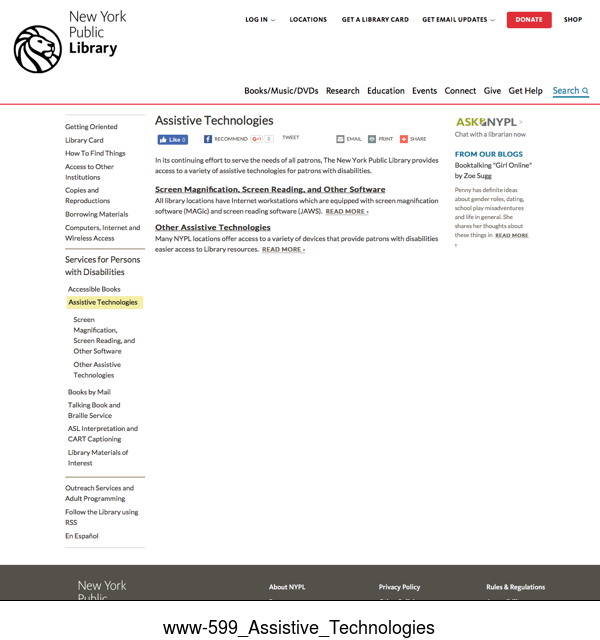 New York
Public
Library
LOG IN
LOCATIONS
GET A LIBRARY CARD
GET EMAIL UPDATES
DONATE
SHOP
Books/Music/DVDs
Research
Education
Events
Connect
Give
Get Help
Search
Getting Oriented
Library Card
How To Find Things
Access to Other
Institutions
Copies and
Reproductions
Borrowing Materials
Computers, Internet and
Wireless Access
Services for Persons
with Disabilities
Accessible Books
Assistive Technologies
Screen
Magnification,
Screen Reading, and
Other Software
Other Assistive
Technologies
Books by Mail
Talking Book and
Braille Service
ASL Interpretation and
CART Captioning
Library Materials of
Interest
Outreach Services and
Adult Programming
Follow the Library using
RSS
En Español
Assistive Technologies
Like 0
RECOMMEND
G+1 0
TWEET
EMAIL
PRINT
SHARE
In its continuing effort to serve the needs of all patrons, The New York Public Library provides
access to a variety of assistive technologies for patrons with disabilities.
Screen Magnification, Screen Reading, and Other Software
All library locations have Internet workstations which are equipped with screen magnification
software (MAGic) and screen reading software (JAWS). READ MORE ›
Other Assistive Technologies
Many NYPL locations offer access to a variety of devices that provide patrons with disabilities
easier access to Library resources. READ MORE ›
ASK NYPL >
Chat with a librarian now
FROM OUR BLOGS
Booktalking "Girl Online"
by Zoe Sugg
Penny has definite ideas
about gender roles, dating,
school play misadventures
and life in general. She
shares her thoughts about
these things in READ MORE
›
New York
Public
About NYPL
Privacy Policy
Rules & Regulations
www-599_Assistive_Technologies